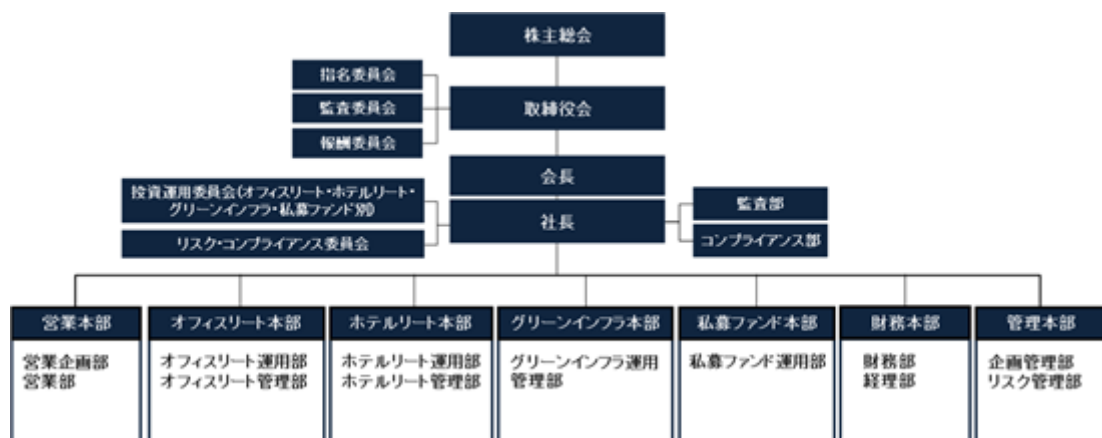 株主総会
指名委員会
監査委員会
報酬委員会
取締役会
会長
投資運用委員会(オフィスリート・ホテルリート・
グリーンインフラ・私募ファンド別)
リスク・コンプライアンス委員会
社長
監査部
コンプライアンス部
営業本部
営業企画部
営業部
オフィスリート本部
オフィスリート運用部
オフィスリート管理部
ホテルリート本部
ホテルリート運用部
ホテルリート管理部
グリーンインフラ本部
グリーンインフラ運用
管理部
私募ファンド本部
私募ファンド運用部
財務本部
財務部
経理部
管理本部
企画管理部
リスク管理部